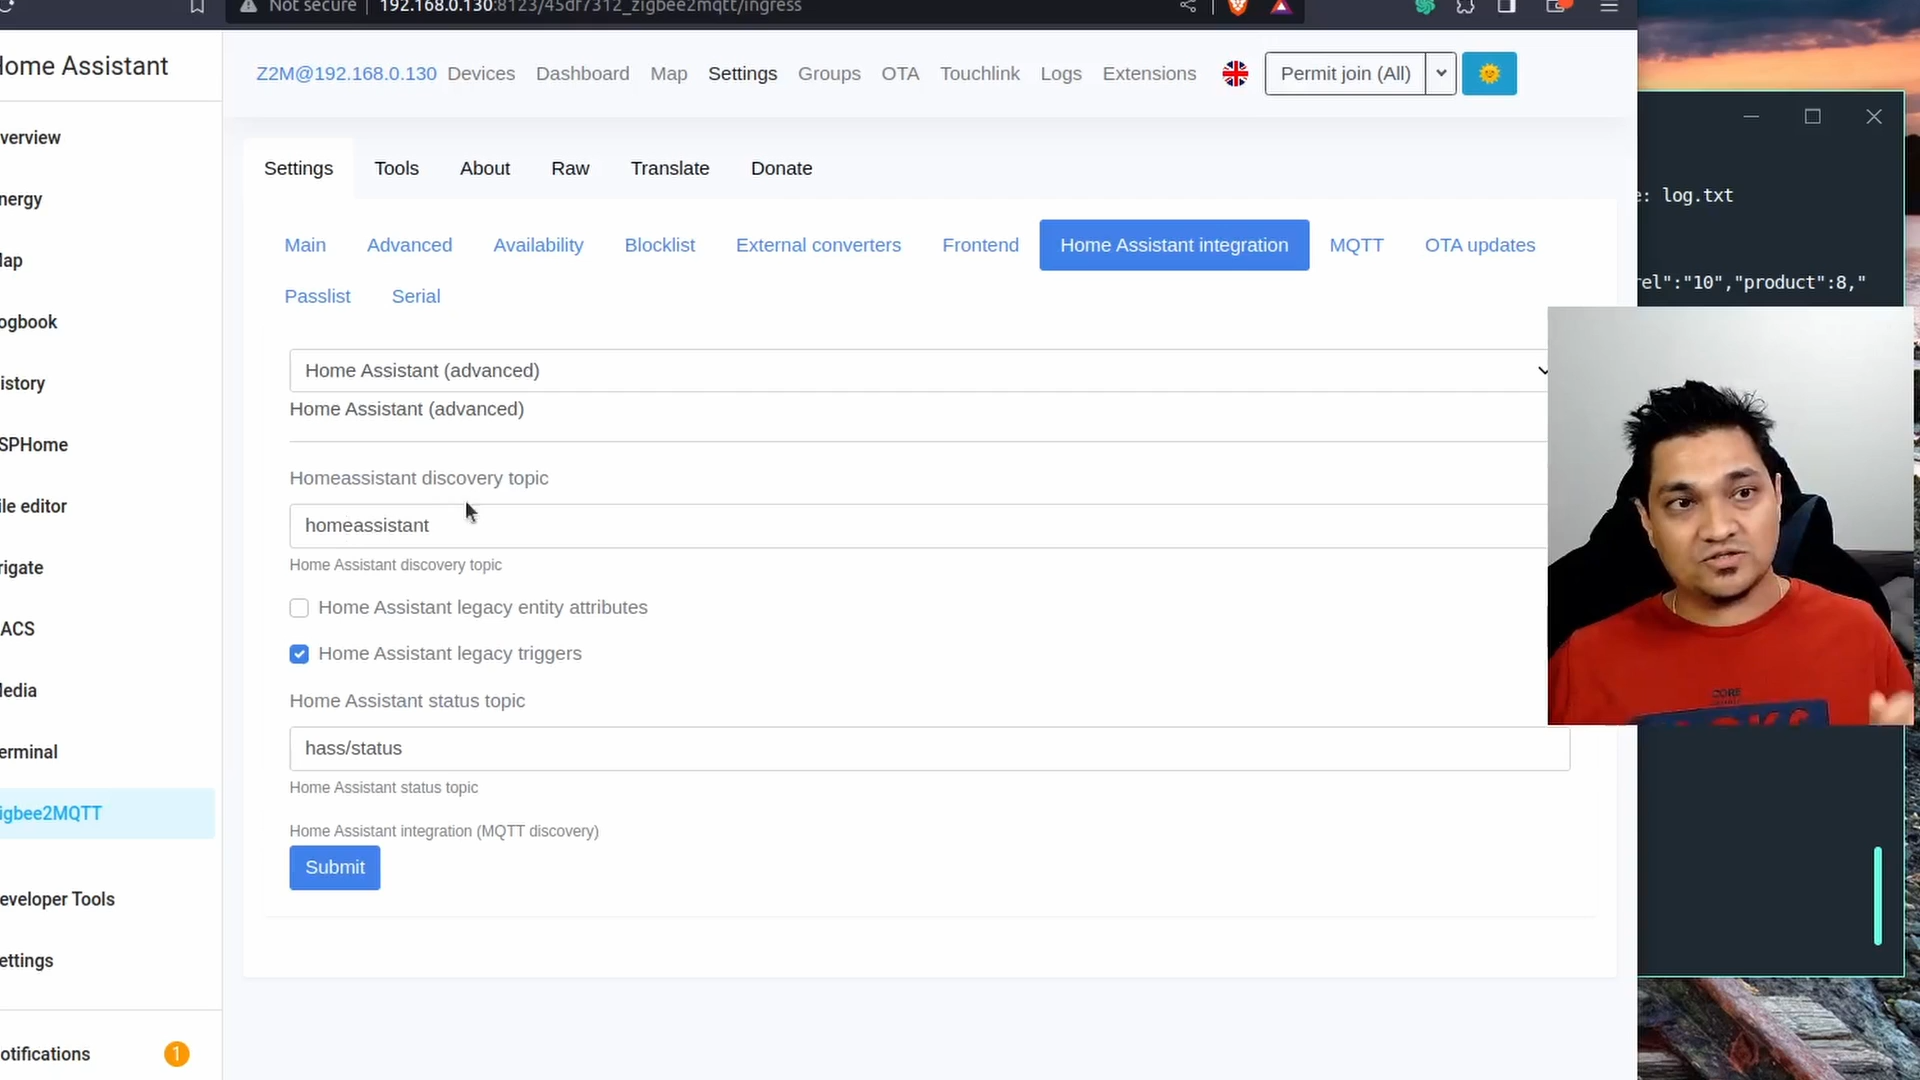 Not secure 192.168.0.130:8123/45df7312_zigbee2mqtt/ingress
ome Assistant
Z2M@192.168.0.130 Devices Dashboard Map Settings Groups OTA Touchlink Logs Extensions Permit join (All)
verview
nergy
ap
ogbook
istory
SPHome
ile editor
rigate
ACS
edia
erminal
igbee2MQTT
eveloper Tools
ettings
otifications 1
Settings Tools About Raw Translate Donate
Main Advanced Availability Blocklist External converters Frontend Home Assistant integration MQTT OTA updates
Passlist Serial
Home Assistant (advanced)
Home Assistant (advanced)
Homeassistant discovery topic
homeassistant
Home Assistant discovery topic
Home Assistant legacy entity attributes
Home Assistant legacy triggers
Home Assistant status topic
hass/status
Home Assistant status topic
Home Assistant integration (MQTT discovery)
Submit
e: log.txt
rel":"10","product":8,"
CORE